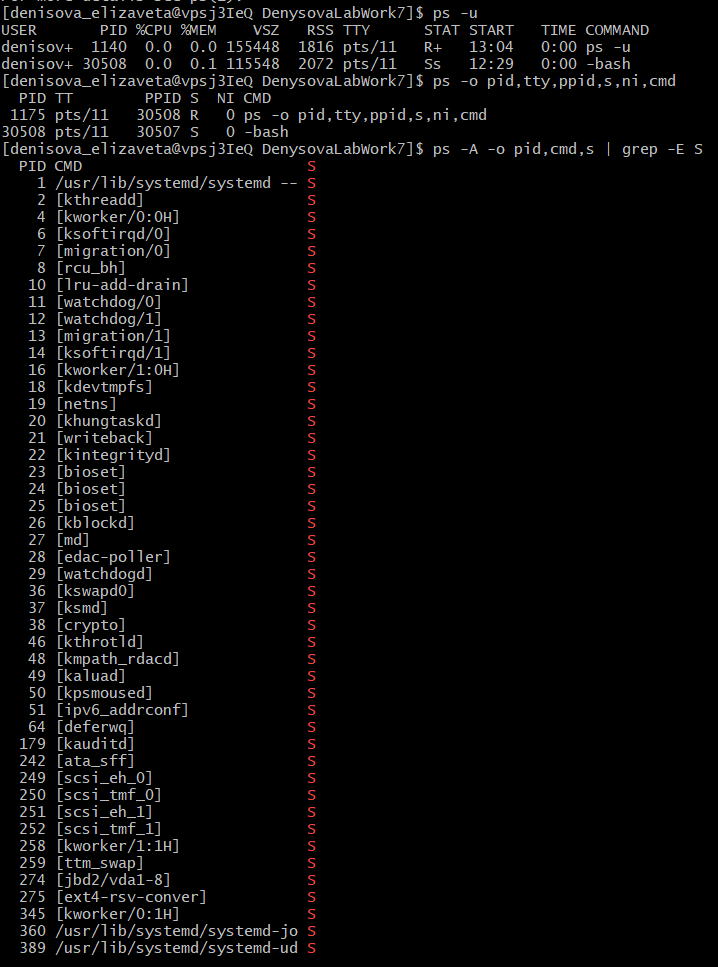 [denisova_elizaveta@vpsj3IeQ DenysovaLabWork7]$ ps -u
USER       PID %CPU %MEM    VSZ   RSS TTY      STAT START   TIME COMMAND
denisov+  1140  0.0  0.0 155448  1816 pts/11   R+   13:04   0:00 ps -u
denisov+ 30508  0.0  0.1 115548  2072 pts/11   Ss   12:29   0:00 -bash
[denisova_elizaveta@vpsj3IeQ DenysovaLabWork7]$ ps -o pid,tty,ppid,s,ni,cmd
  PID TT        PPID S  NI CMD
 1175 pts/11   30508 R   0 ps -o pid,tty,ppid,s,ni,cmd
30508 pts/11   30507 S   0 -bash
[denisova_elizaveta@vpsj3IeQ DenysovaLabWork7]$ ps -A -o pid,cmd,s | grep -E S
  PID CMD                         S
    1 /usr/lib/systemd/systemd -- S
    2 [kthreadd]                  S
    4 [kworker/0:0H]              S
    6 [ksoftirqd/0]               S
    7 [migration/0]               S
    8 [rcu_bh]                    S
   10 [lru-add-drain]             S
   11 [watchdog/0]                S
   12 [watchdog/1]                S
   13 [migration/1]               S
   14 [ksoftirqd/1]               S
   16 [kworker/1:0H]              S
   18 [kdevtmpfs]                 S
   19 [netns]                     S
   20 [khungtaskd]                S
   21 [writeback]                 S
   22 [kintegrityd]               S
   23 [bioset]                    S
   24 [bioset]                    S
   25 [bioset]                    S
   26 [kblockd]                   S
   27 [md]                        S
   28 [edac-poller]               S
   29 [watchdogd]                 S
   36 [kswapd0]                   S
   37 [ksmd]                      S
   38 [crypto]                    S
   46 [kthrotld]                  S
   48 [kmpath_rdacd]              S
   49 [kaluad]                    S
   50 [kpsmoused]                 S
   51 [ipv6_addrconf]             S
   64 [deferwq]                   S
  179 [kauditd]                   S
  242 [ata_sff]                   S
  249 [scsi_eh_0]                 S
  250 [scsi_tmf_0]                S
  251 [scsi_eh_1]                 S
  252 [scsi_tmf_1]                S
  258 [kworker/1:1H]              S
  259 [ttm_swap]                  S
  274 [jbd2/vda1-8]               S
  275 [ext4-rsv-conver]           S
  345 [kworker/0:1H]              S
  360 /usr/lib/systemd/systemd-jo S
  389 /usr/lib/systemd/systemd-ud S